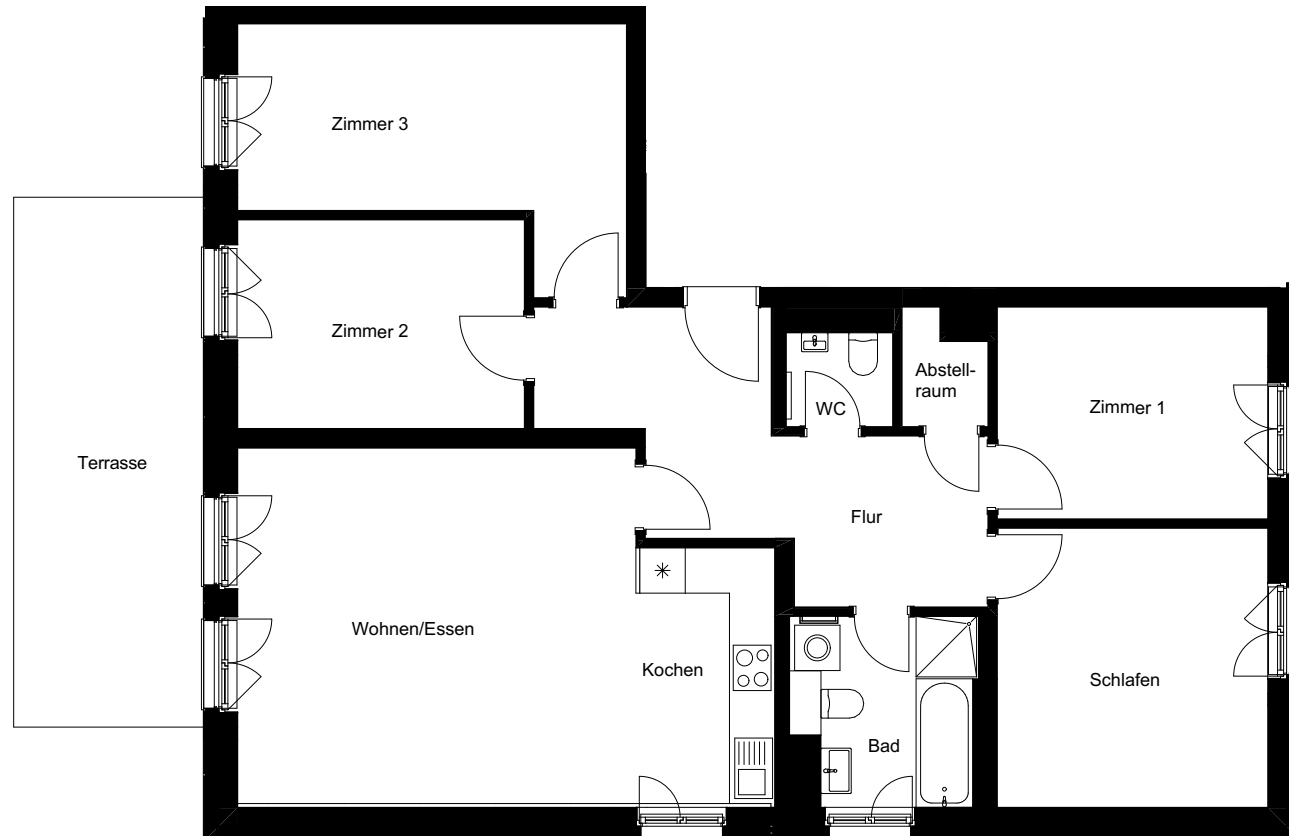 Zimmer 3
Zimmer 2
Abstell-
raum
WC
Zimmer 1
Terrasse
Flur
Wohnen/Essen
Kochen
Schlafen
Bad